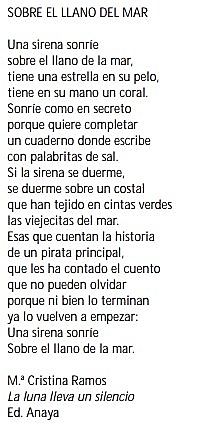 SOBRE EL LLANO DEL MAR
Una sirena sonríe
sobre el llano de la mar,
tiene una estrella en su pelo,
tiene en su mano un coral.
Sonríe como en secreto
porque quiere completar
un cuaderno donde escribe
con palabritas de sal.
Si la sirena se duerme,
se duerme sobre un costal
que han tejido en cintas verdes
las viejecitas del mar.
Esas que cuentan la historia
de un pirata principal,
que les ha contado el cuento
que no pueden olvidar
porque ni bien lo terminan
ya lo vuelven a empezar:
Una sirena sonríe
Sobre el llano de la mar.
M.ª Cristina Ramos
La luna lleva un silencio
Ed. Anaya